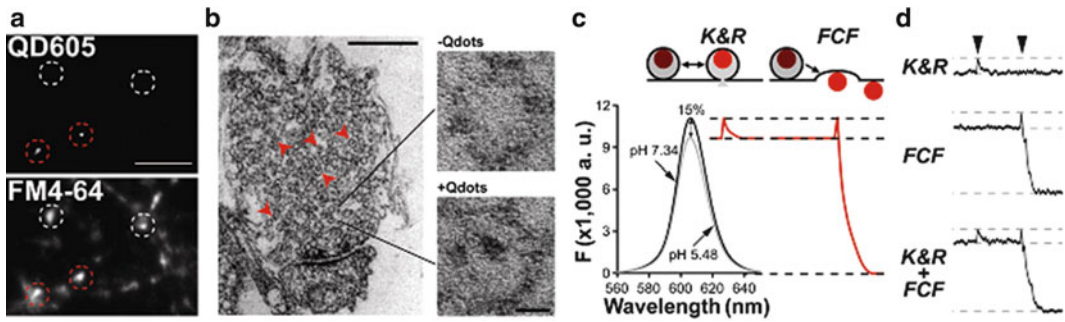 a
QD605
FM4-64
b
-Qdots
+Qdots
c
K&R
FCF
12
9
6
3
0
F (x1,000 a. u.)
15%
pH 7.34
pH 5.48
560 580 600 620 640
Wavelength (nm)
d
K&R
FCF
K&R
+
FCF